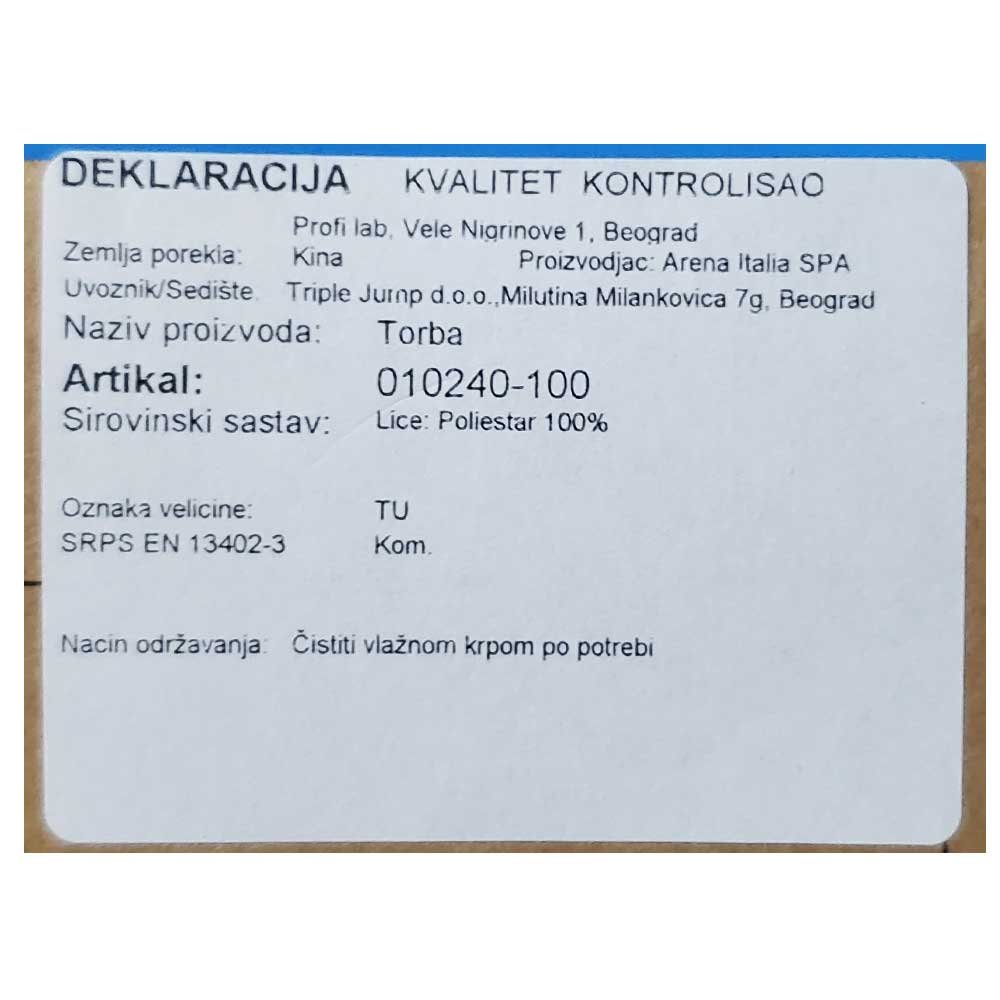 DEKLARACIJA KVALITET KONTROLISAO
Profi lab, Vele Nigrinove 1, Beograd
Zemlja porekla: Kina Proizvodjac: Arena Italia SPA
Uvoznik/Sedište Triple Jump d.o.o.,Milutina Milankovica 7g, Beograd
Naziv proizvoda: Torba
Artikal: 010240-100
Sirovinski sastav: Lice: Poliestar 100%
Oznaka velicine: TU
SRPS EN 13402-3 Kom.
Nacin održavanja: Čistiti vlažnom krpom po potrebi